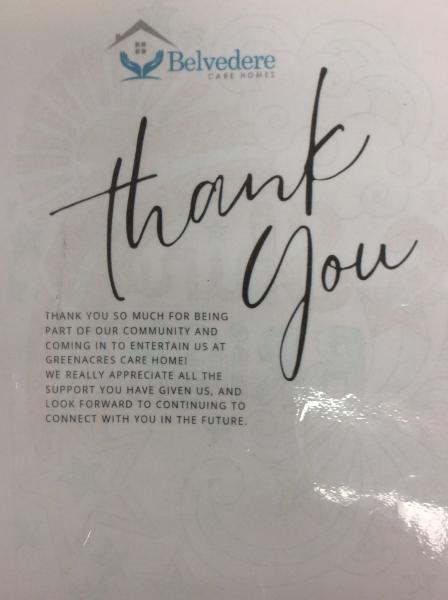 Belvedere
CARE HOMES
thank
you
THANK YOU SO MUCH FOR BEING
PART OF OUR COMMUNITY AND
COMING IN TO ENTERTAIN US AT
GREENACRES CARE HOME!
WE REALLY APPRECIATE ALL THE
SUPPORT YOU HAVE GIVEN US, AND
LOOK FORWARD TO CONTINUING TO
CONNECT WITH YOU IN THE FUTURE.